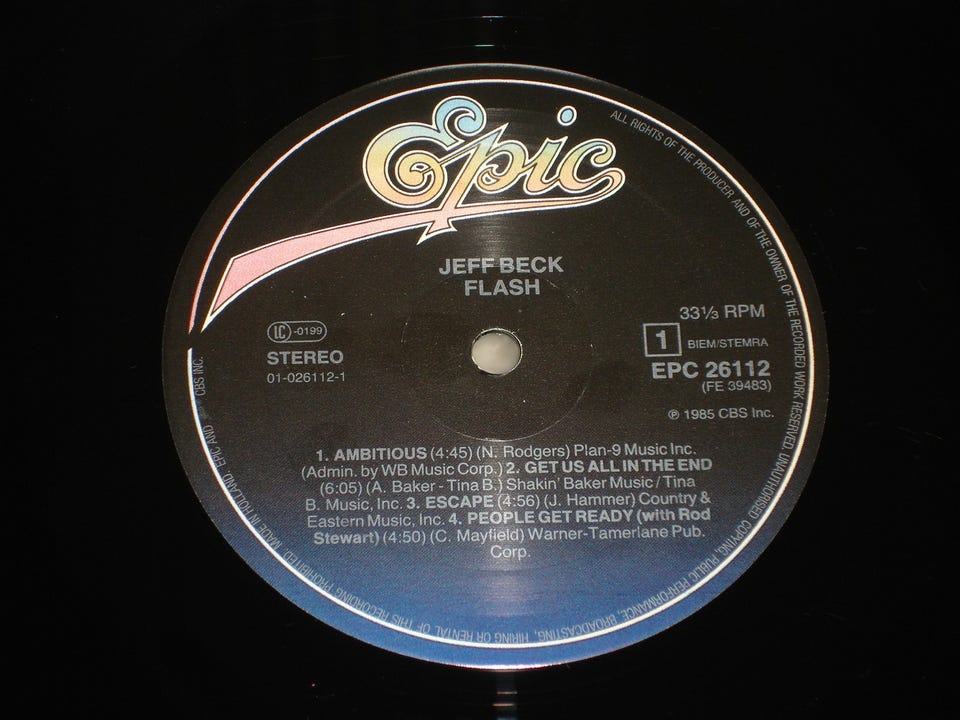 Epic
JEFF BECK
FLASH
LC -0199
STEREO
01-026112-1
33⅓ RPM
1 BIEM/STEMRA
EPC 26112
(FE 39483)
℗ 1985 CBS Inc.
1. AMBITIOUS (4:45) (N. Rodgers) Plan-9 Music Inc.
(Admin. by WB Music Corp.) 2. GET US ALL IN THE END
(6:05) (A. Baker - Tina B.) Shakin' Baker Music / Tina
B. Music, Inc. 3. ESCAPE (4:56) (J. Hammer) Country &
Eastern Music, Inc. 4. PEOPLE GET READY (with Rod
Stewart) (4:50) (C. Mayfield) Warner-Tamerlane Pub.
Corp.
ALL RIGHTS OF THE PRODUCER AND OF THE OWNER OF THE RECORDED WORK RESERVED. UNAUTHORISED COPYING, PUBLIC PERFORMANCE, BROADCASTING, HIRING OR RENTAL OF THIS RECORDING PROHIBITED. MADE IN HOLLAND. EPIC AND CBS INC.